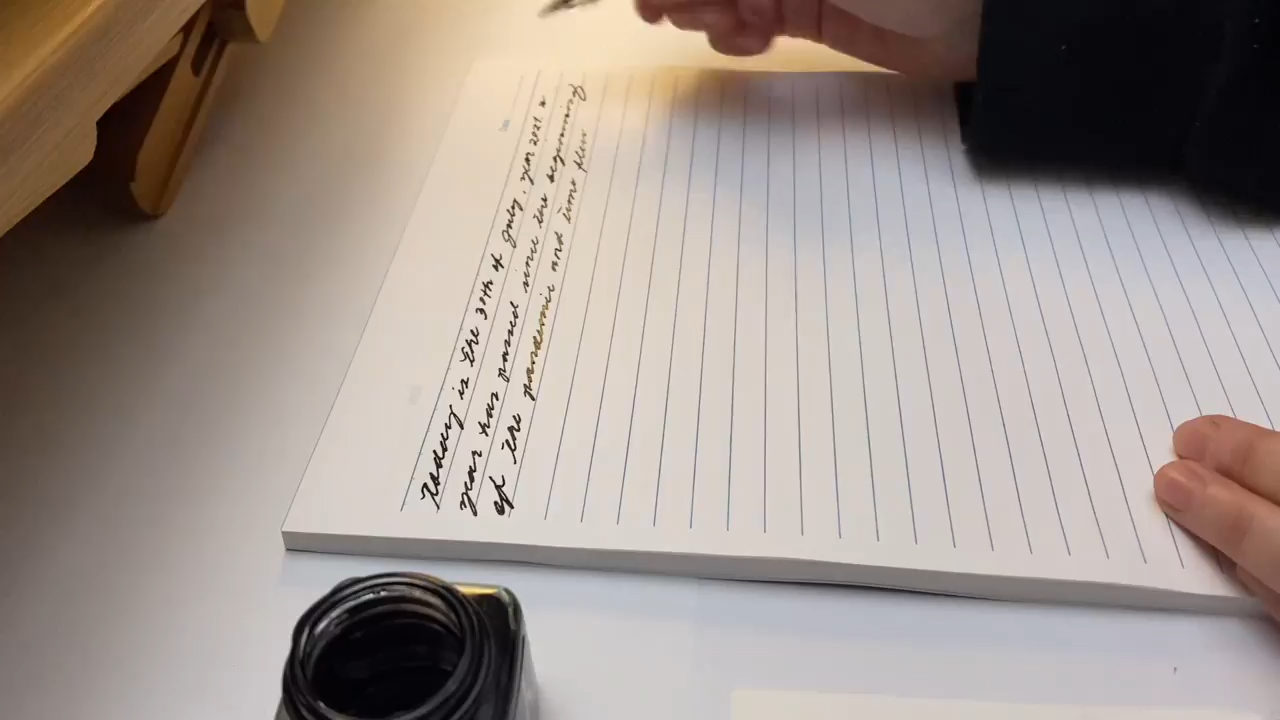 Today is the 30th of July, year 2021. a
year has passed since the beginning
of the pandemic and time flew